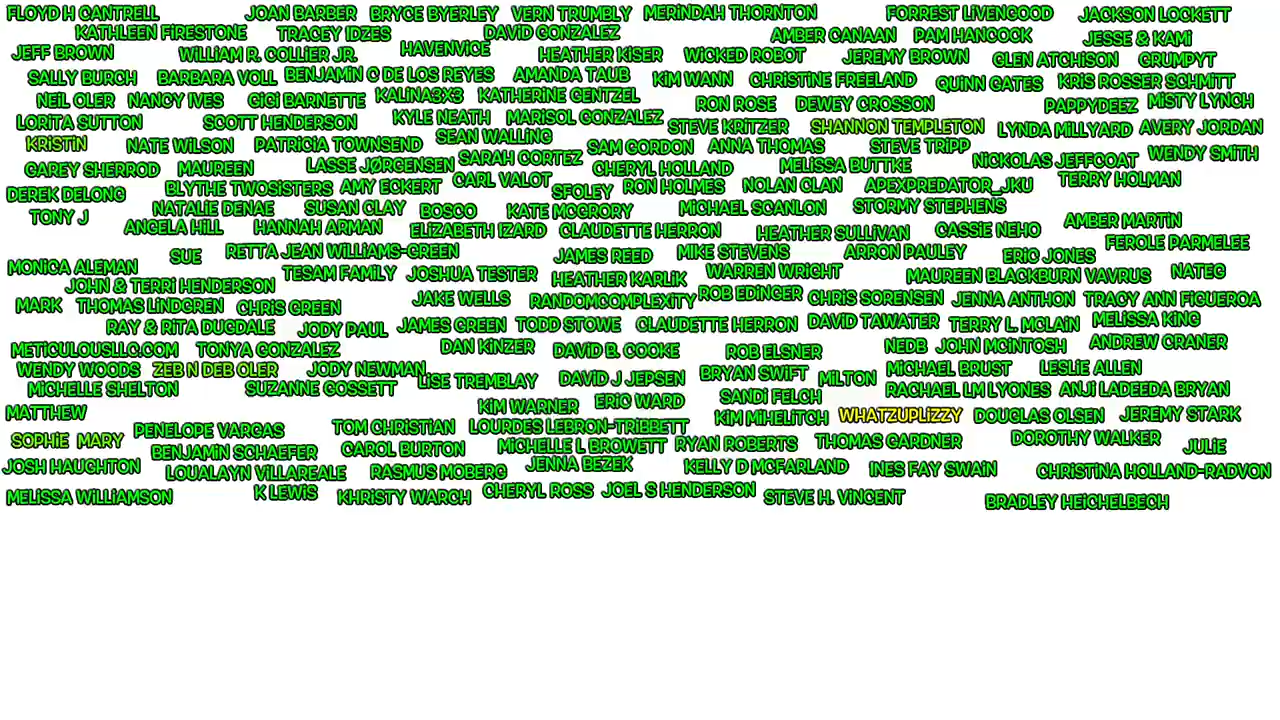 FLOYD H CANTRELL JOAN BARBER BRYCE BYERLEY VERN TRUMBLY MERINDAH THORNTON FORREST LIVENGOOD JACKSON LOCKETT
KATHLEEN FIRESTONE TRACEY IDZES DAVID GONZALEZ AMBER CANAAN PAM HANCOCK JESSE & KAMI
JEFF BROWN WILLIAM R. COLLIER JR. HAVENVICE HEATHER KISER WICKED ROBOT JEREMY BROWN GLEN ATCHISON GRUMPYT
SALLY BURCH BARBARA VOLL BENJAMIN C DE LOS REYES AMANDA TAUB KIM WANN CHRISTINE FREELAND QUINN GATES KRIS ROSSER SCHMITT
NEIL OLER NANCY IVES GIGI BARNETTE KALINA3X3 KATHERINE GENTZEL RON ROSE DEWEY CROSSON PAPPYDEEZ MISTY LYNCH
LORITA SUTTON SCOTT HENDERSON KYLE NEATH MARISOL GONZALEZ STEVE KRITZER SHANNON TEMPLETON LYNDA MILLYARD AVERY JORDAN
KRISTIN NATE WILSON PATRICIA TOWNSEND SEAN WALLING SAM GORDON ANNA THOMAS STEVE TRIPP NICKOLAS JEFFCOAT WENDY SMITH
CAREY SHERROD MAUREEN LASSE JØRGENSEN SARAH CORTEZ CHERYL HOLLAND MELISSA BUTTKE TERRY HOLMAN
DEREK DELONG BLYTHE TWOSISTERS AMY ECKERT CARL VALOT SFOLEY RON HOLMES NOLAN CLAN APEXPREDATOR_JKU
TONY J NATALIE DENAE SUSAN CLAY BOSCO KATE MCGRORY MICHAEL SCANLON STORMY STEPHENS AMBER MARTIN
ANGELA HILL HANNAH ARMAN ELIZABETH IZARD CLAUDETTE HERRON HEATHER SULLIVAN CASSIE NEHO FEROLE PARMELEE
MONICA ALEMAN SUE RETTA JEAN WILLIAMS-GREEN JAMES REED MIKE STEVENS ARRON PAULEY ERIC JONES
JOHN & TERRI HENDERSON TESAM FAMILY JOSHUA TESTER HEATHER KARLIK WARREN WRIGHT MAUREEN BLACKBURN VAVRUS NATEG
MARK THOMAS LINDGREN CHRIS GREEN JAKE WELLS RANDOMCOMPLEXITY ROB EDINGER CHRIS SORENSEN JENNA ANTHON TRACY ANN FIGUEROA
RAY & RITA DUGDALE JODY PAUL JAMES GREEN TODD STOWE CLAUDETTE HERRON DAVID TAWATER TERRY L. MCLAIN MELISSA KING
METICULOUSLLC.COM TONYA GONZALEZ DAN KINZER DAVID B. COOKE ROB ELSNER NEDB JOHN MCINTOSH ANDREW CRANER
WENDY WOODS ZEB N DEB OLER JODY NEWMAN LISE TREMBLAY DAVID J JEPSEN BRYAN SWIFT MILTON MICHAEL BRUST LESLIE ALLEN
MICHELLE SHELTON SUZANNE GOSSETT KIM WARNER ERIC WARD SANDI FELCH RACHAEL LM LYONES ANJI LADEEDA BRYAN
MATTHEW KIM MIHELITCH WHATZUPLIZZY DOUGLAS OLSEN JEREMY STARK
SOPHIE MARY PENELOPE VARGAS TOM CHRISTIAN LOURDES LEBRON-TRIBBETT DOROTHY WALKER
BENJAMIN SCHAEFER CAROL BURTON MICHELLE L BROWETT RYAN ROBERTS THOMAS GARDNER JULIE
JOSH HAUGHTON LOUALAYN VILLAREALE RASMUS MOBERG JENNA BEZEK KELLY D MCFARLAND INES FAY SWAIN CHRISTINA HOLLAND-RADVON
MELISSA WILLIAMSON K LEWIS KHRISTY WARCH CHERYL ROSS JOEL S HENDERSON STEVE H. VINCENT BRADLEY HEICHELBECH